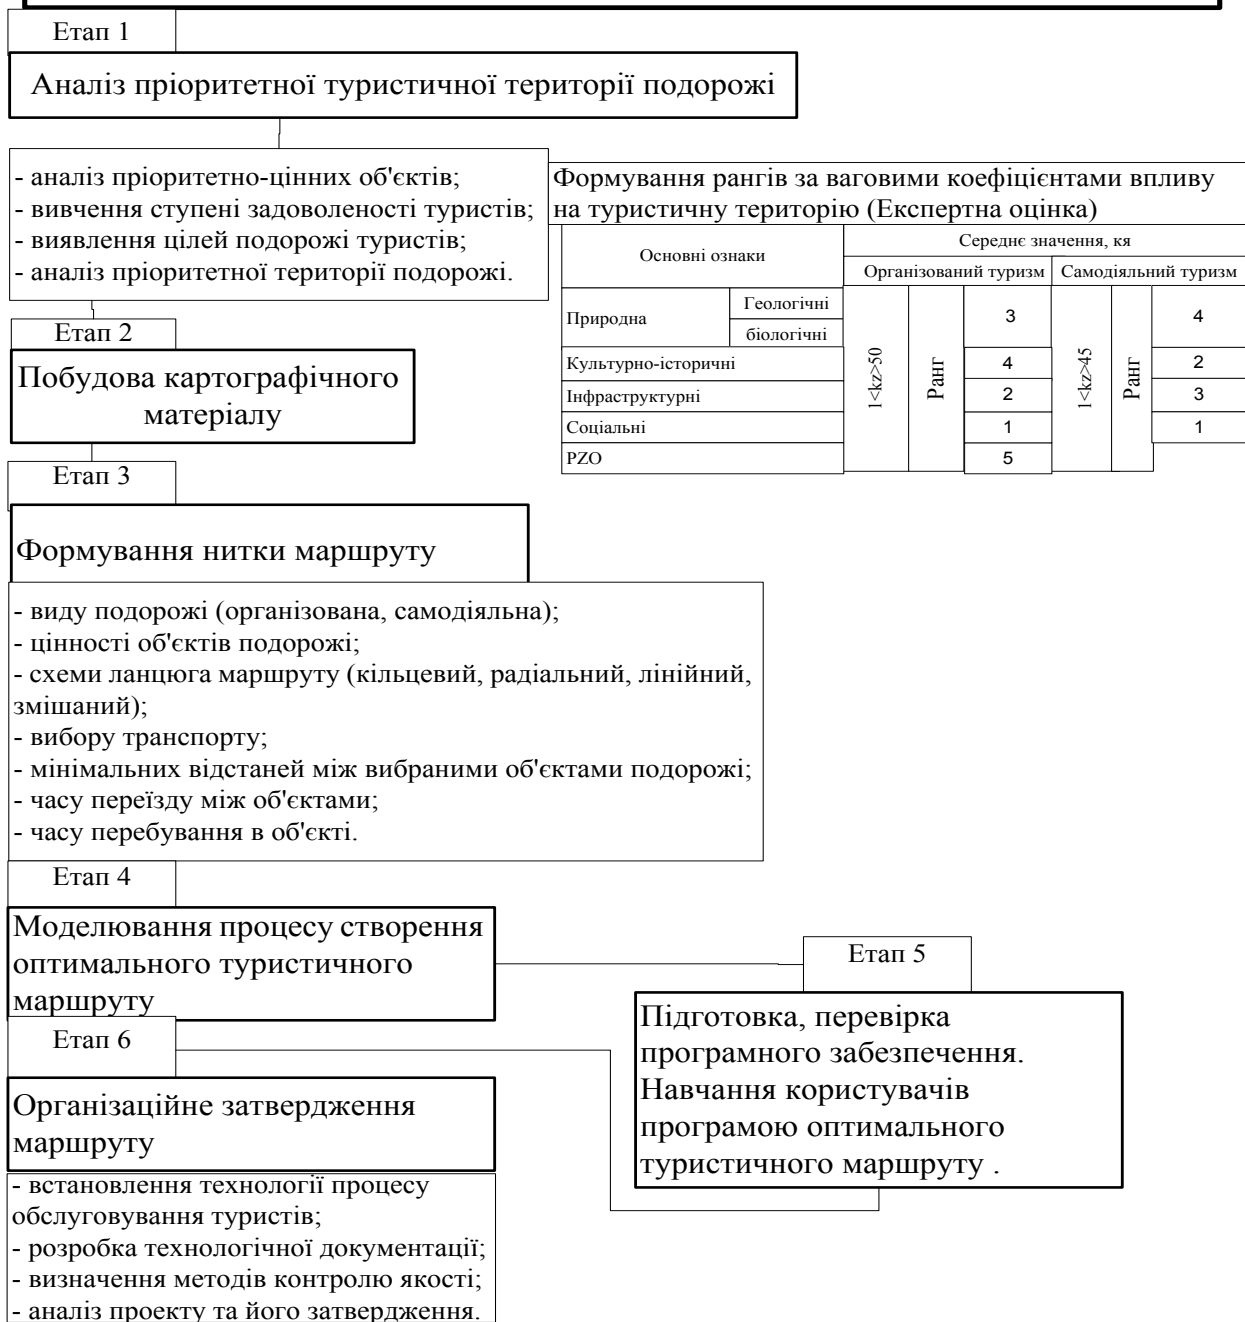 Етап 1
Аналіз пріоритетної туристичної території подорожі
- аналіз пріоритетно-цінних об'єктів;
- вивчення ступені задоволеності туристів;
- виявлення цілей подорожі туристів;
- аналіз пріоритетної території подорожі.
Формування рангів за ваговими коефіцієнтами впливу
на туристичну територію (Експертна оцінка)
Основні ознаки
Середнє значення, кя
Організований туризм
Самодіяльний туризм
Природна
Геологічні
біологічні
Культурно-історичні
Інфраструктурні
Соціальні
PZO
1<kz>50
Ранг
3
4
2
1
5
1<kz>45
Ранг
4
2
3
1
Етап 2
Побудова картографічного
матеріалу
Етап 3
Формування нитки маршруту
- виду подорожі (організована, самодіяльна);
- цінності об'єктів подорожі;
- схеми ланцюга маршруту (кільцевий, радіальний, лінійний,
змішаний);
- вибору транспорту;
- мінімальних відстаней між вибраними об'єктами подорожі;
- часу переїзду між об'єктами;
- часу перебування в об'єкті.
Етап 4
Моделювання процесу створення
оптимального туристичного
маршруту
Етап 5
Підготовка, перевірка
програмного забезпечення.
Навчання користувачів
програмою оптимального
туристичного маршруту .
Етап 6
Організаційне затвердження
маршруту
- встановлення технології процесу
обслуговування туристів;
- розробка технологічної документації;
- визначення методів контролю якості;
- аналіз проекту та його затвердження.